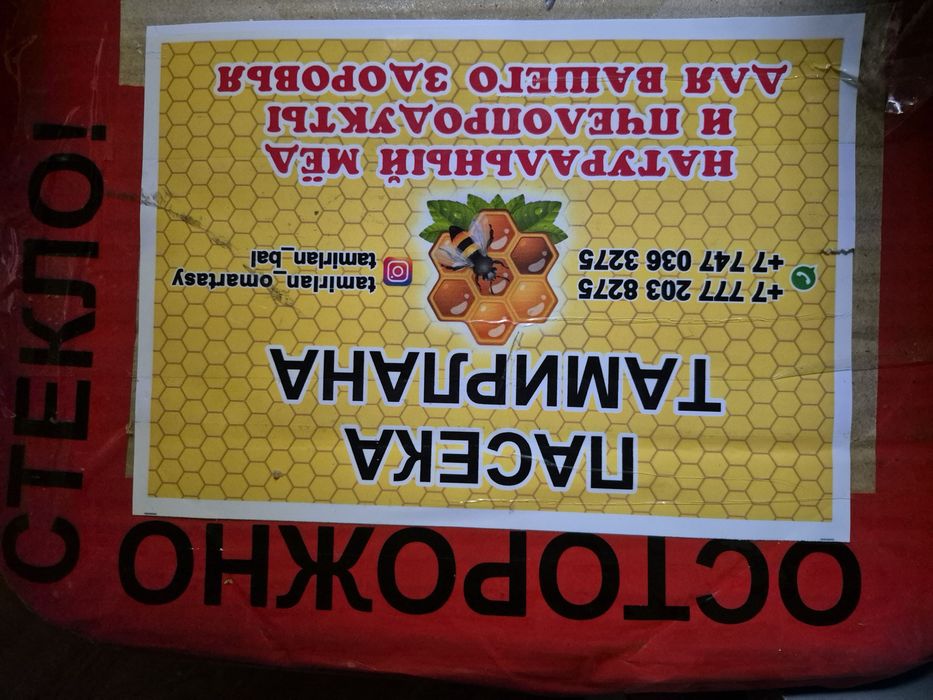 ОСТОРОЖНО
СТЕКЛО!
ПАСЕКА
ТАМИРЛАНА
+7 777 203 8275
+7 747 036 3275
tamirlan_omartasy
tamirlan_bal
НАТУРАЛЬНЫЙ МЁД
И ПЧЕЛОПРОДУКТЫ
ДЛЯ ВАШЕГО ЗДОРОВЬЯ